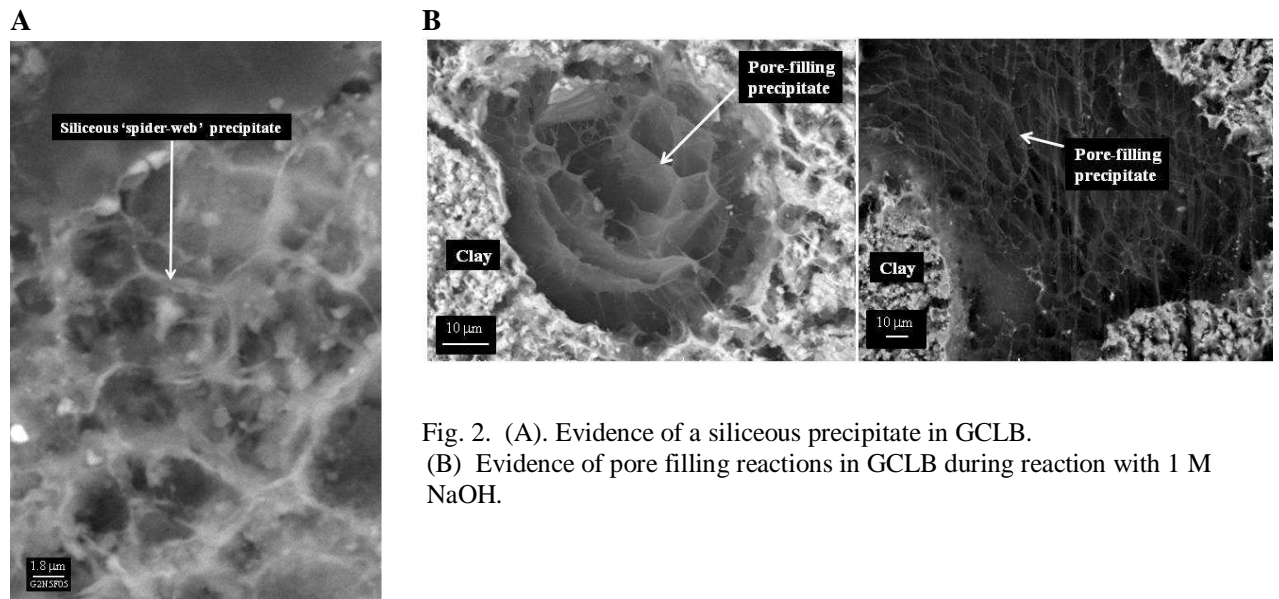 A
Siliceous 'spider-web' precipitate
1.8 µm
G2N5F05
B
Pore-filling
precipitate
Clay
10 µm
Pore-filling
precipitate
Clay
10 µm
Fig. 2. (A). Evidence of a siliceous precipitate in GCLB.
(B) Evidence of pore filling reactions in GCLB during reaction with 1 M
NaOH.